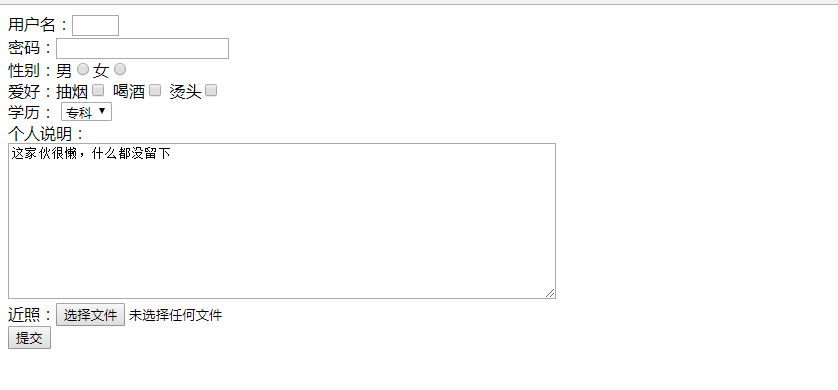 用户名：
密码：
性别：男 女
爱好：抽烟 喝酒 烫头
学历： 专科
个人说明：
这家伙很懒，什么都没留下
近照：选择文件 未选择任何文件
提交